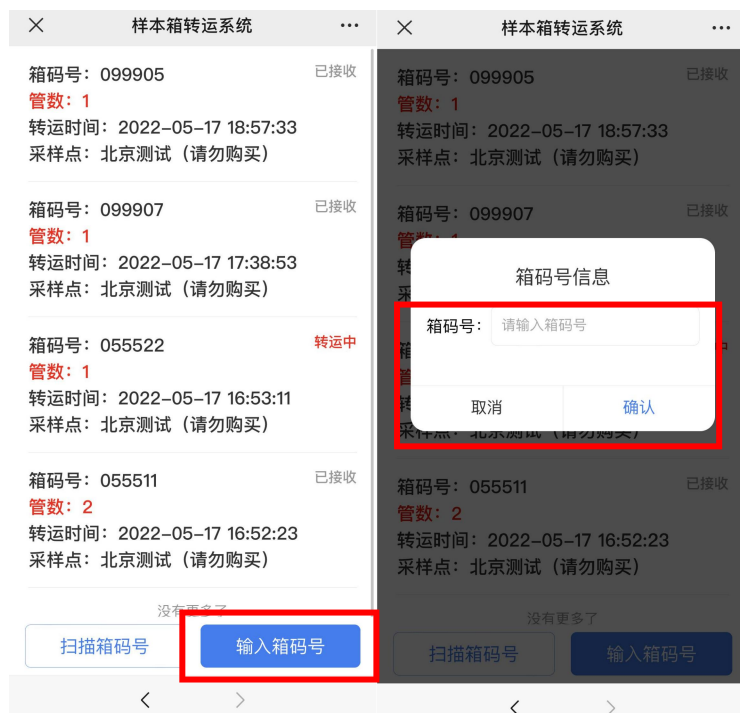 样本箱转运系统
箱码号：099905 已接收
管数：1
转运时间：2022-05-17 18:57:33
采样点：北京测试（请勿购买）
箱码号：099907 已接收
管数：1
转运时间：2022-05-17 17:38:53
采样点：北京测试（请勿购买）
箱码号：055522 转运中
管数：1
转运时间：2022-05-17 16:53:11
采样点：北京测试（请勿购买）
箱码号：055511 已接收
管数：2
转运时间：2022-05-17 16:52:23
采样点：北京测试（请勿购买）
没有更多了
扫描箱码号 输入箱码号
样本箱转运系统
箱码号：099905 已接收
管数：1
转运时间：2022-05-17 18:57:33
采样点：北京测试（请勿购买）
箱码号：099907 已接收
箱码号信息
箱码号： 请输入箱码号
取消 确认
采样点：北京测试（请勿购买）
箱码号：055511 已接收
管数：2
转运时间：2022-05-17 16:52:23
采样点：北京测试（请勿购买）
没有更多了
扫描箱码号 输入箱码号